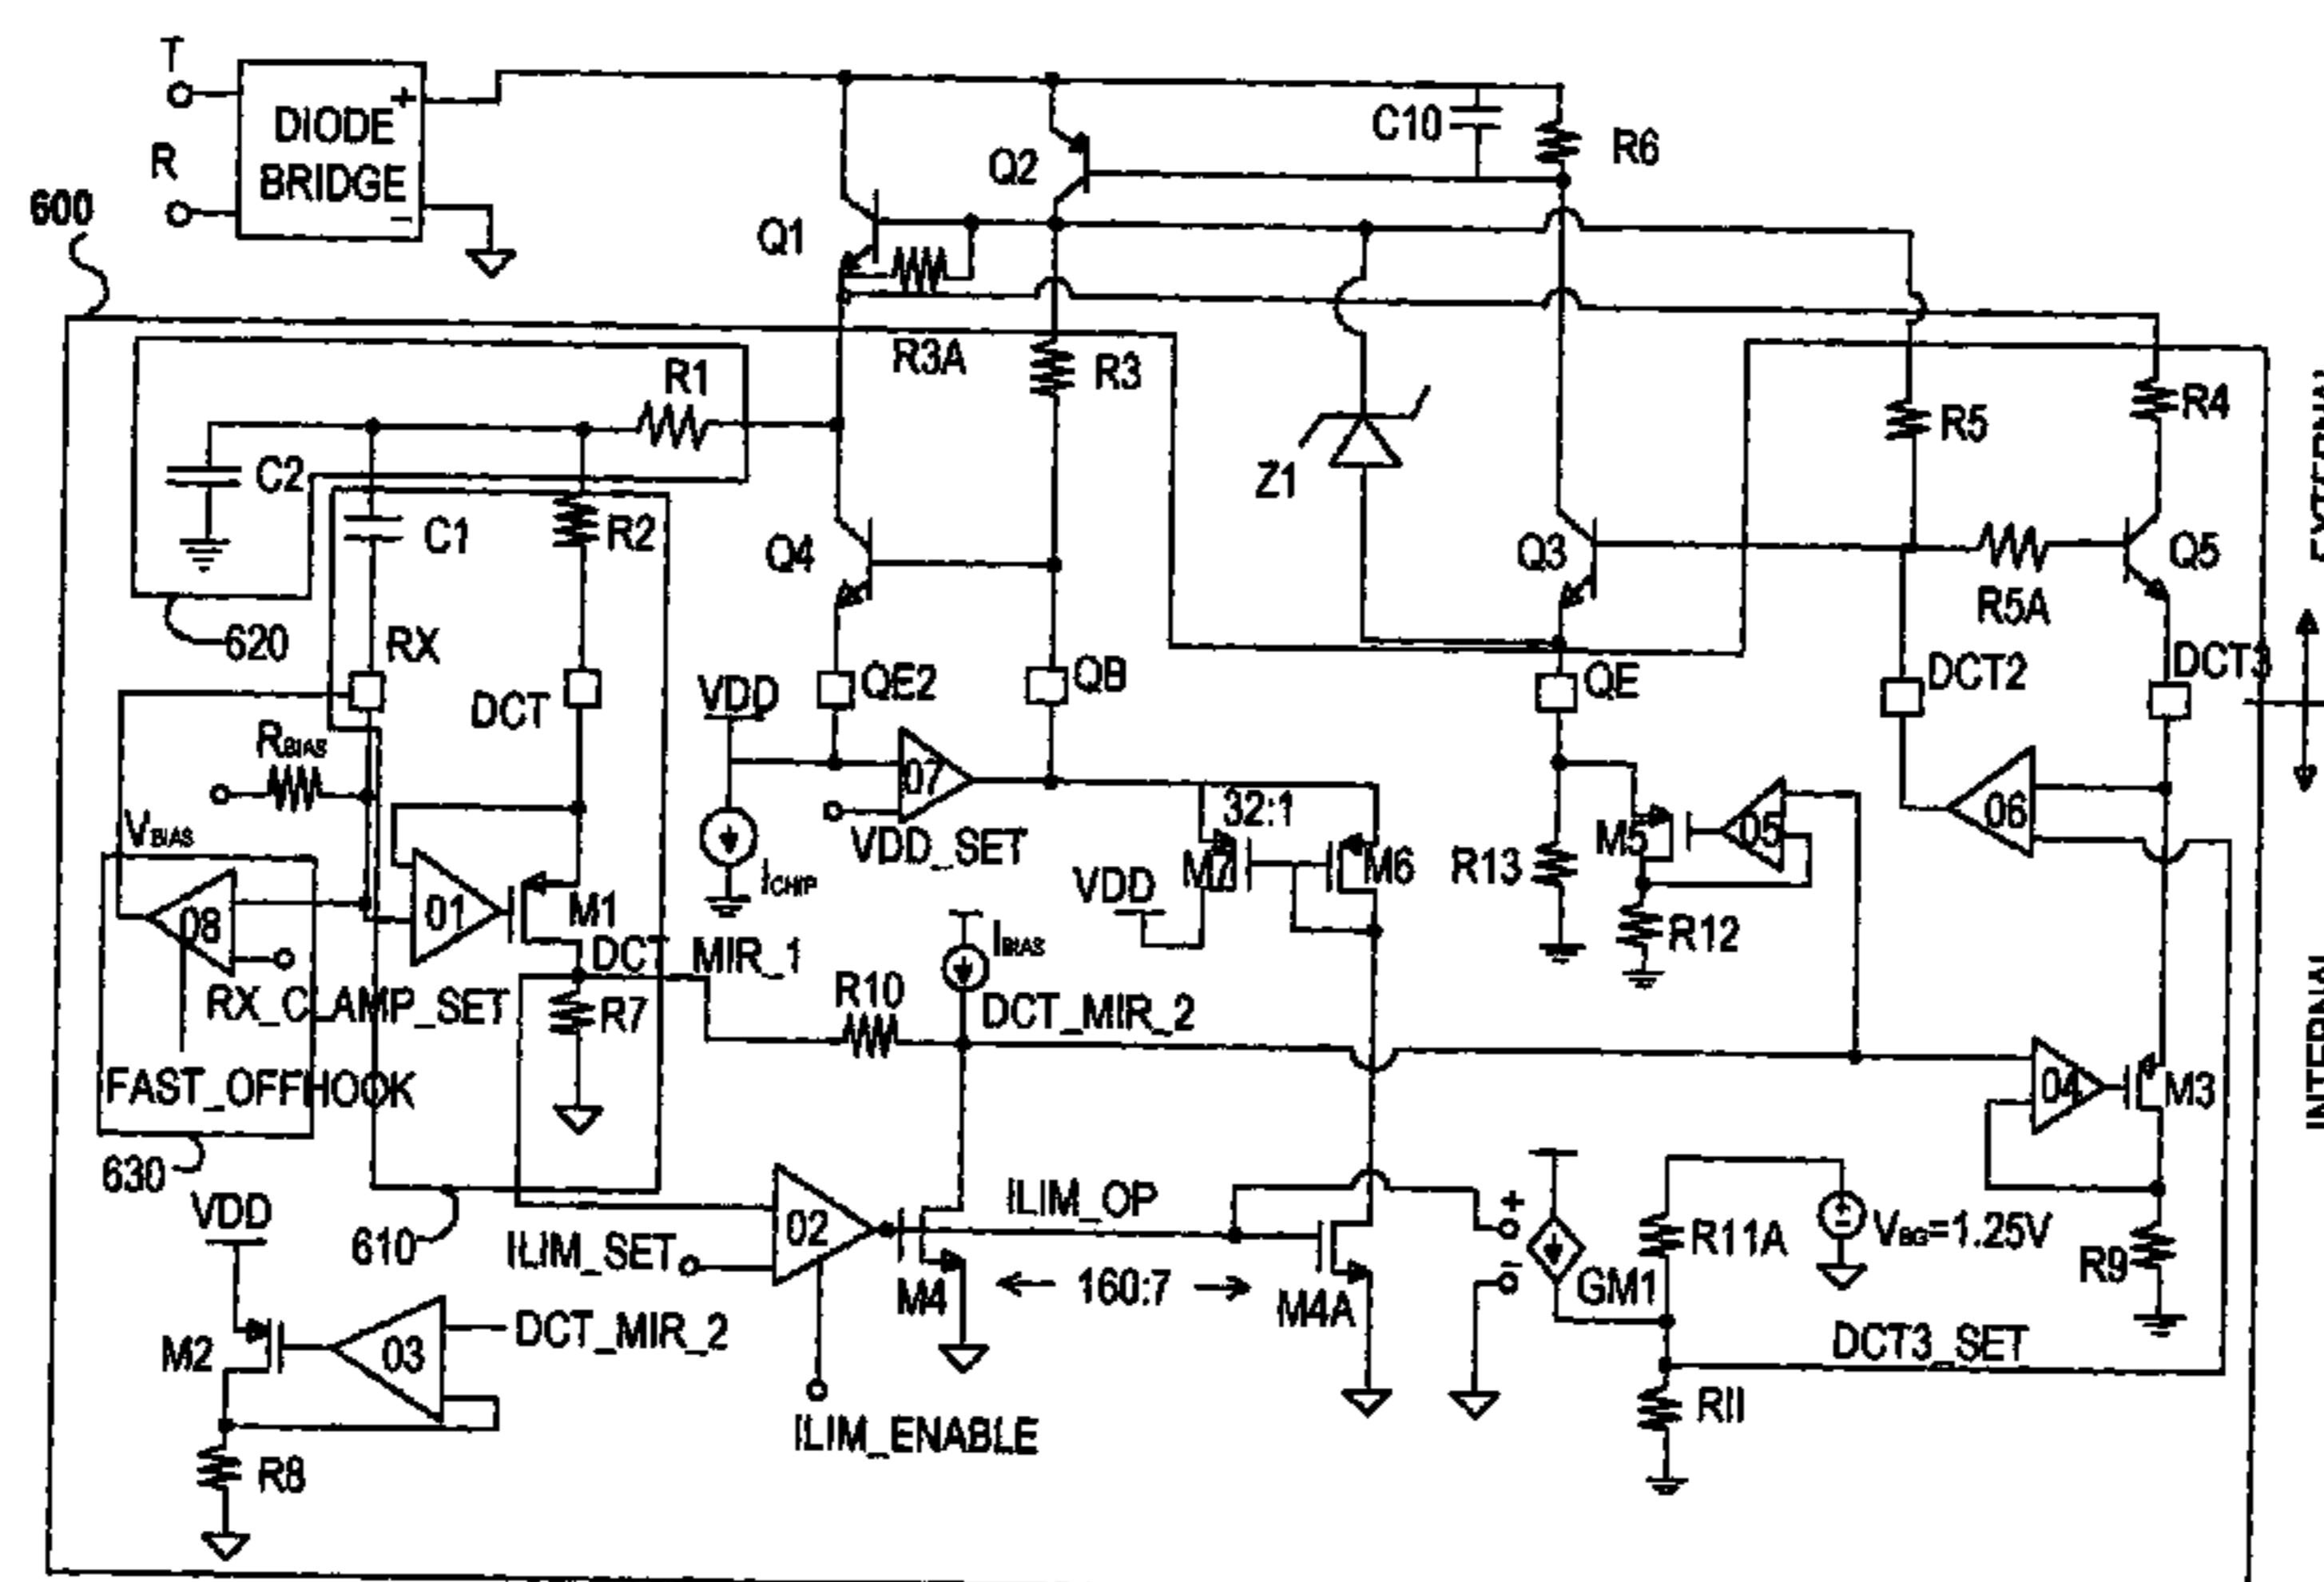 T
R
DIODE
BRIDGE
+
−
600
C10
R6
Q2
Q1
R3A
R3
R1
C2
C1
R2
Q4
Z1
Q3
R5
R4
R5A
Q5
620
RX
DCT
VDD
QE2
QB
QE
DCT2
DCT3
EXTERNAL
INTERNAL
RBIAS
VBIAS
07
VDD_SET
ICHIP
32:1
M6
VDD
R13
M5
05
R12
06
08
01
M1
DCT_MIR_1
RX_CLAMP_SET
R7
FAST_OFFHOOK
R10
IBIAS
DCT_MIR_2
04
M3
630
VDD
610
02
ILIM_SET
ILIM_OP
M4
160:7
M4A
+
−
GM1
R11A
VBG=1.25V
R9
M2
03
DCT_MIR_2
DCT3_SET
RII
ILIM_ENABLE
R8